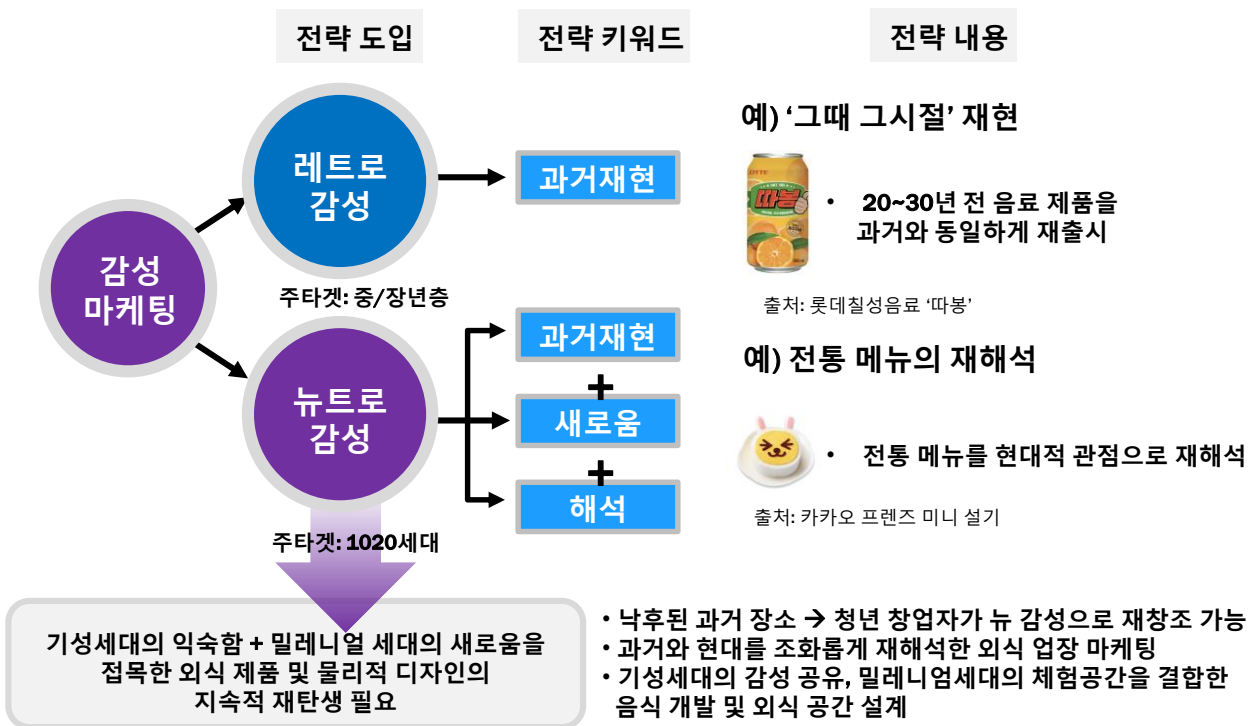 전략 도입
전략 키워드
전략 내용
감성
마케팅
레트로
감성
주타겟: 중/장년층
과거재현
예) ‘그때 그시절’ 재현
LOTTE
따봉
• 20~30년 전 음료 제품을
과거와 동일하게 재출시
출처: 롯데칠성음료 ‘따봉’
뉴트로
감성
주타겟: 1020세대
과거재현
+
새로움
+
해석
예) 전통 메뉴의 재해석
• 전통 메뉴를 현대적 관점으로 재해석
출처: 카카오 프렌즈 미니 설기
기성세대의 익숙함 + 밀레니얼 세대의 새로움을
접목한 외식 제품 및 물리적 디자인의
지속적 재탄생 필요
• 낙후된 과거 장소 → 청년 창업자가 뉴 감성으로 재창조 가능
• 과거와 현대를 조화롭게 재해석한 외식 업장 마케팅
• 기성세대의 감성 공유, 밀레니엄세대의 체험공간을 결합한
음식 개발 및 외식 공간 설계